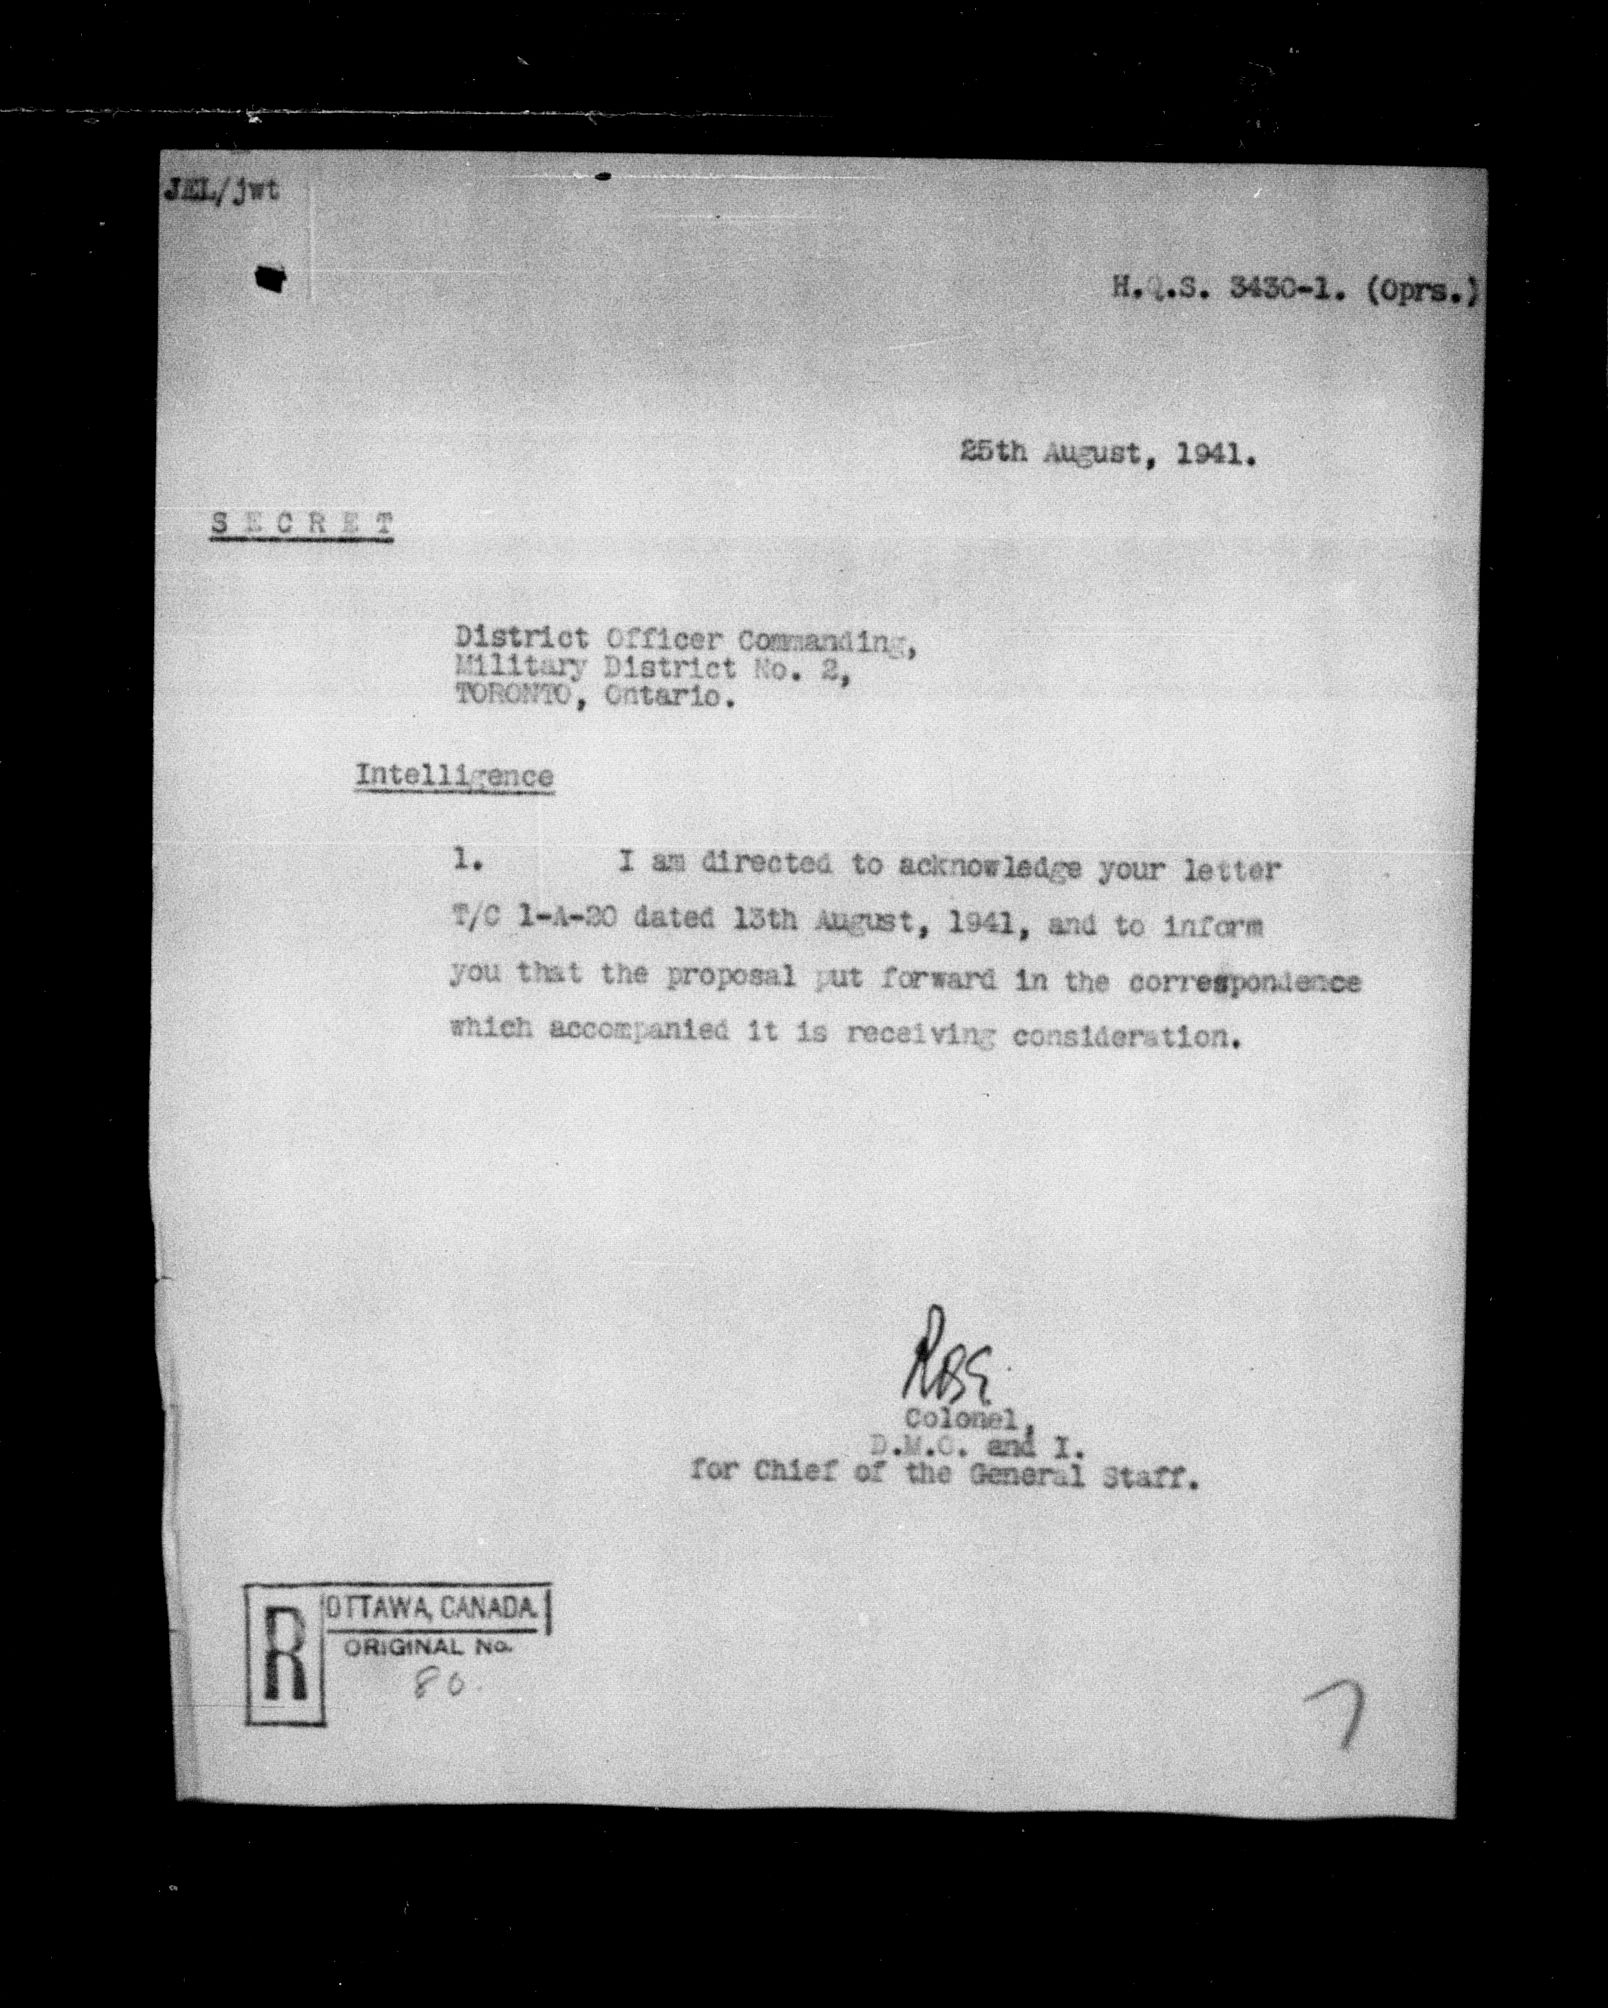 JEL/jwt
H.Q.S. 3430-1. (Oprs.)
25th August, 1941.
SECRET
District Officer Commanding,
Military District No. 2,
TORONTO, Ontario.
Intelligence
1. I am directed to acknowledge your letter
T/C 1-A-20 dated 13th August, 1941, and to inform
you that the proposal put forward in the correspondence
which accompanied it is receiving consideration.
Colonel,
D.M.O. and I.
for Chief of the General Staff.
R
OTTAWA, CANADA
ORIGINAL No.
80.
7